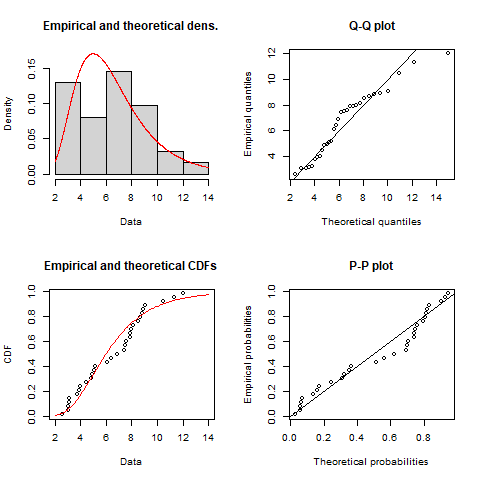 Empirical and theoretical dens.
Density
0.00 0.05 0.10 0.15
2 4 6 8 10 12 14
Data
Q-Q plot
Empirical quantiles
4 6 8 10 12
2 4 6 8 10 12 14
Theoretical quantiles
Empirical and theoretical CDFs
CDF
0.0 0.2 0.4 0.6 0.8 1.0
2 4 6 8 10 12 14
Data
P-P plot
Empirical probabilities
0.0 0.2 0.4 0.6 0.8 1.0
0.0 0.2 0.4 0.6 0.8
Theoretical probabilities